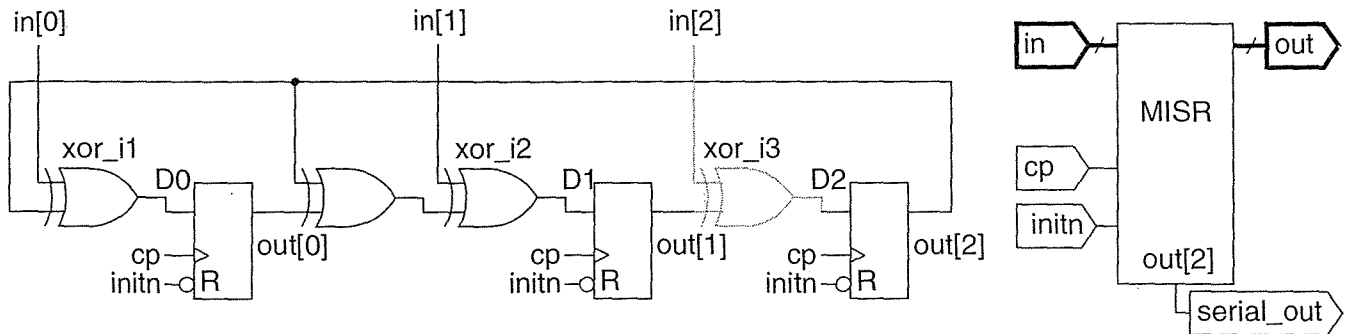 in[0]
in[1]
in[2]
in
out
MISR
xor_i1
xor_i2
xor_i3
D0
D1
D2
cp
initn
R
out[0]
cp
initn
R
out[1]
cp
initn
R
out[2]
cp
initn
out[2]
serial_out